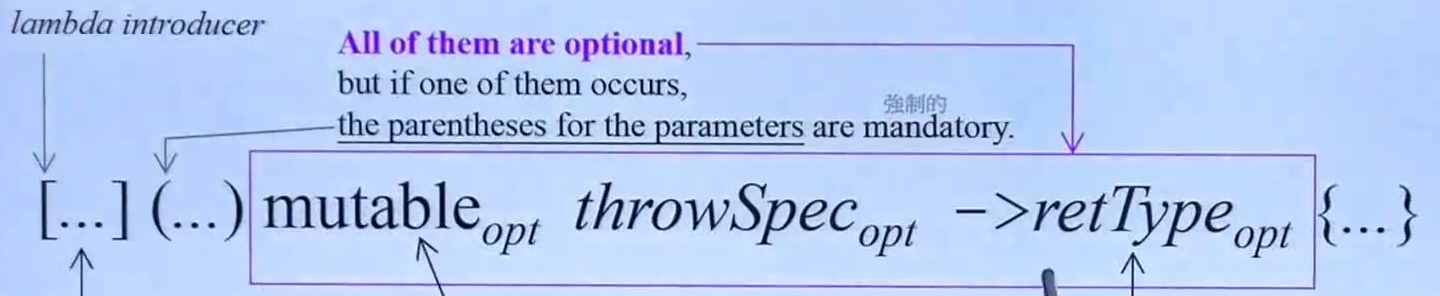 lambda introducer
All of them are optional,
but if one of them occurs,
強制的
the parentheses for the parameters are mandatory.
[...] (...) mutable opt throwSpec opt ->retType opt {...}